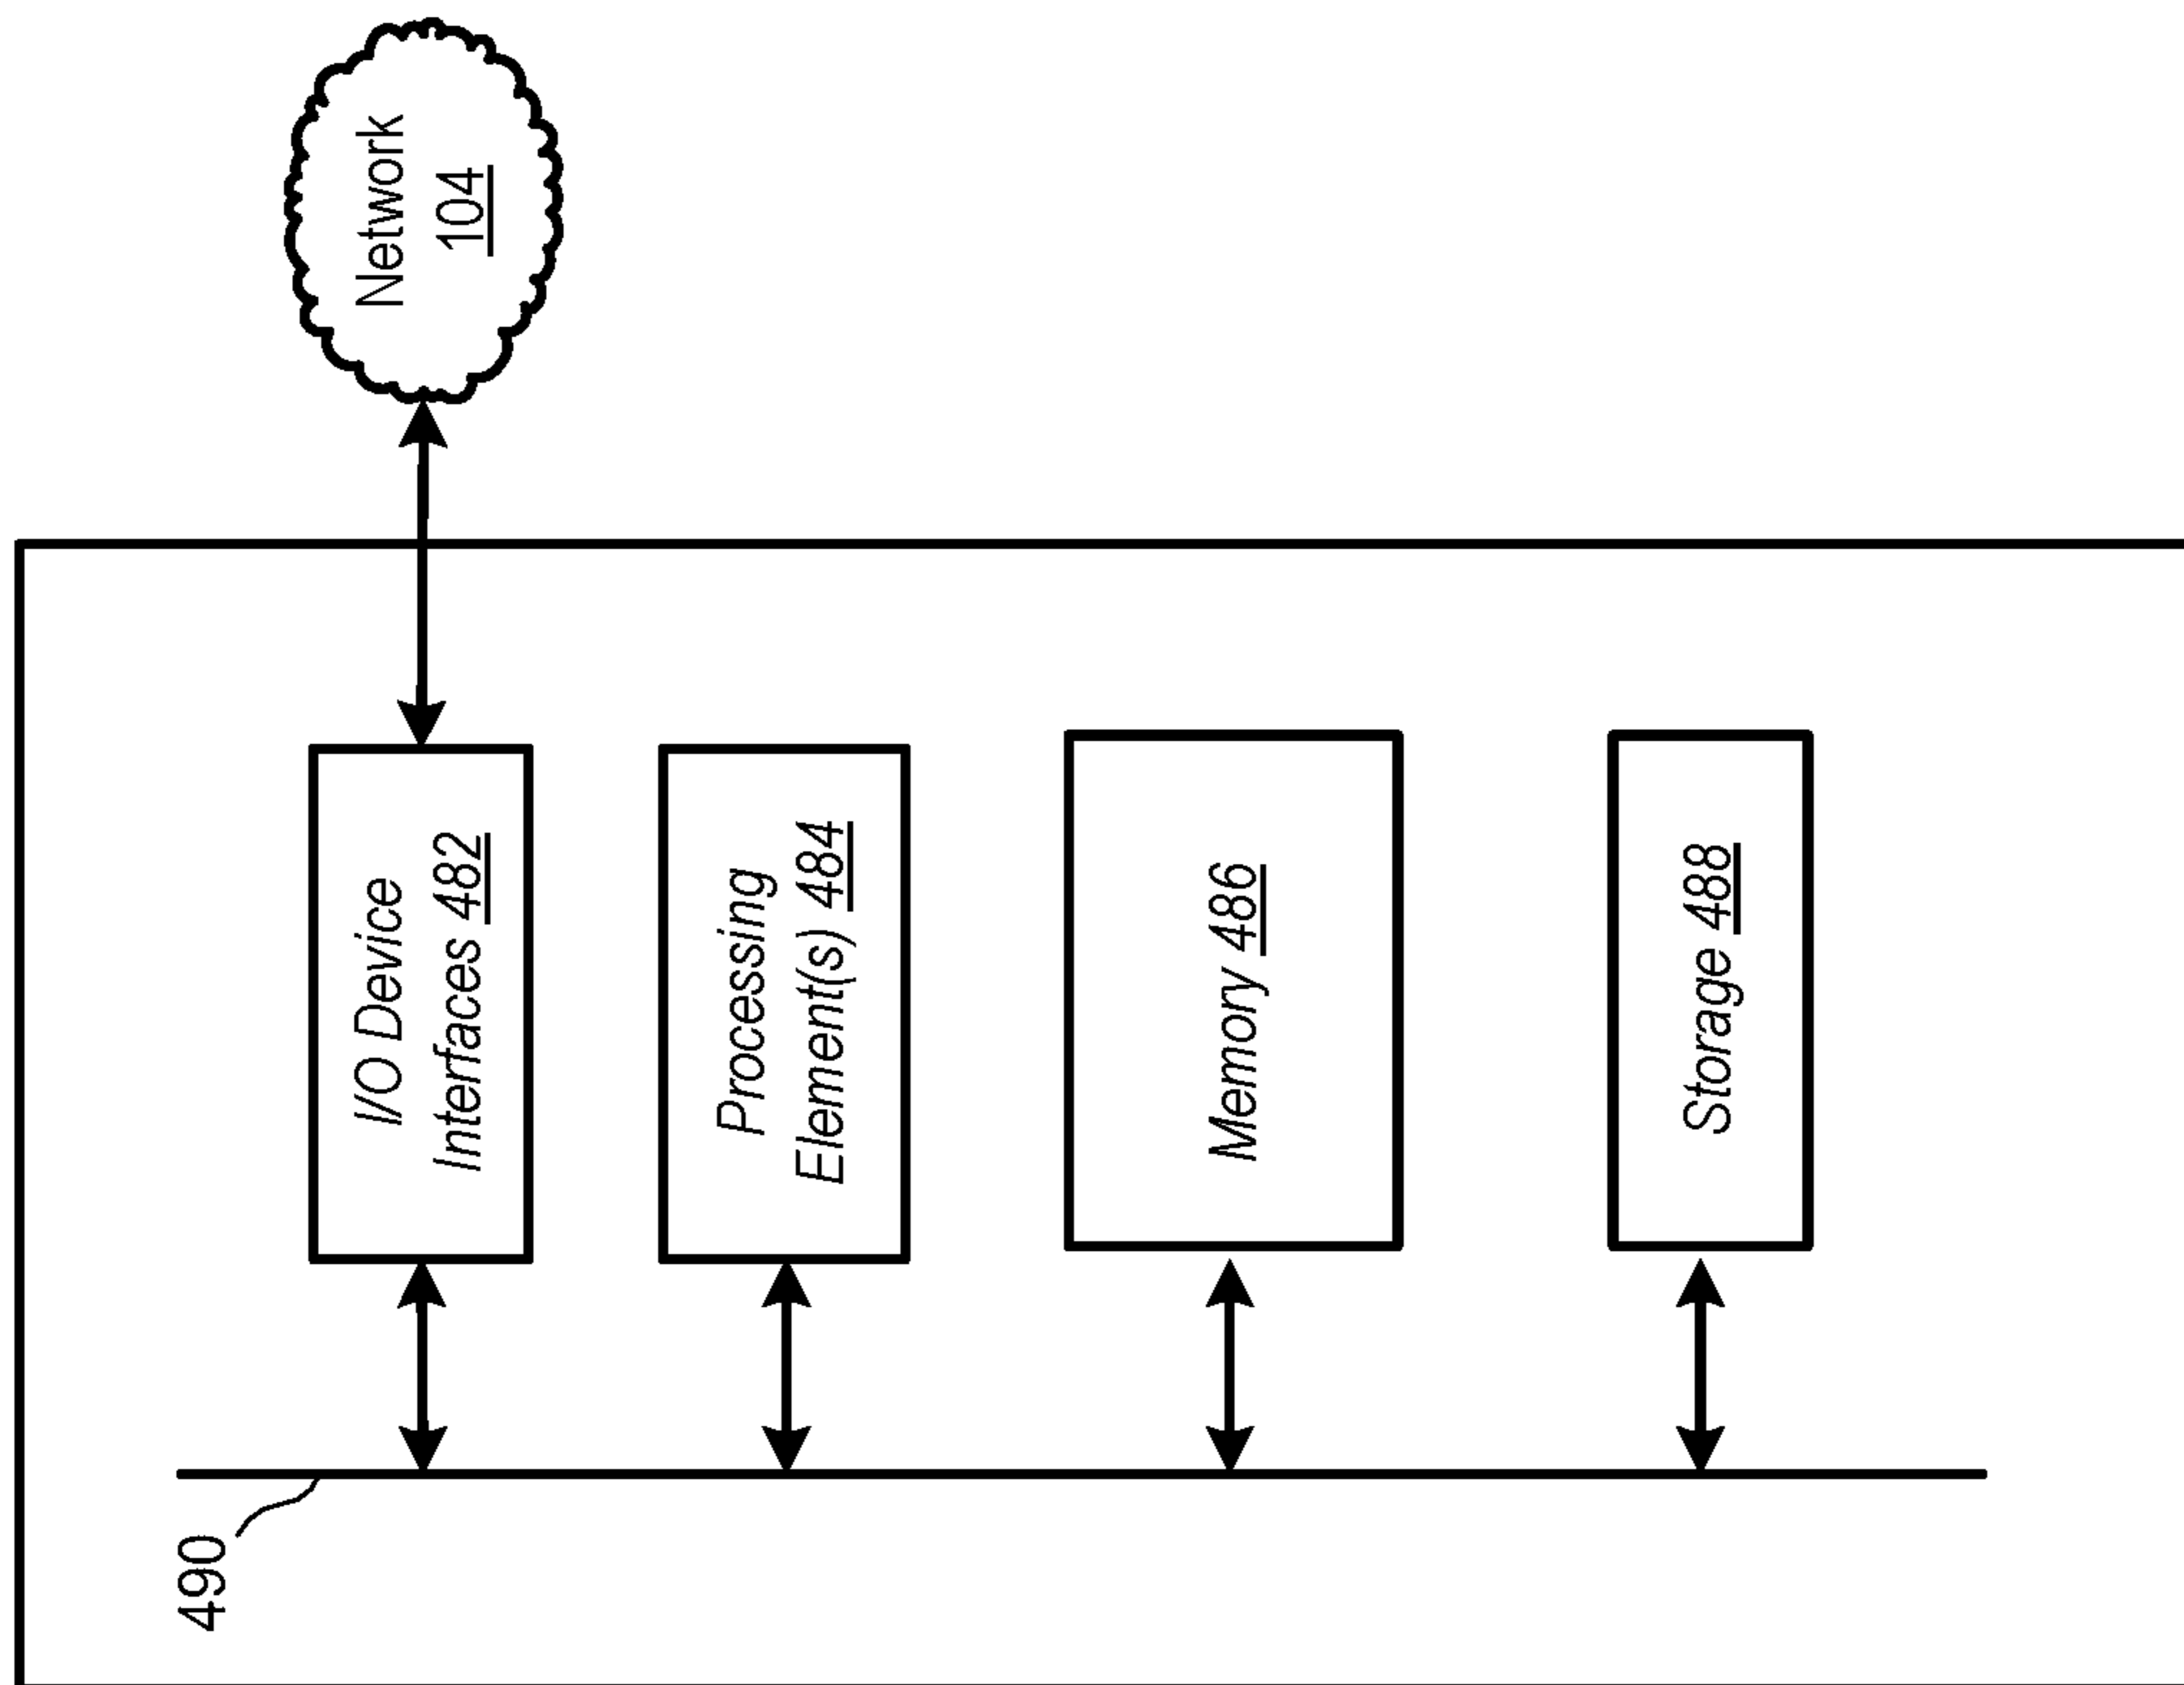 Network
104
I/O Device
Interfaces 482
Processing
Element(s) 484
Memory 486
Storage 488
490